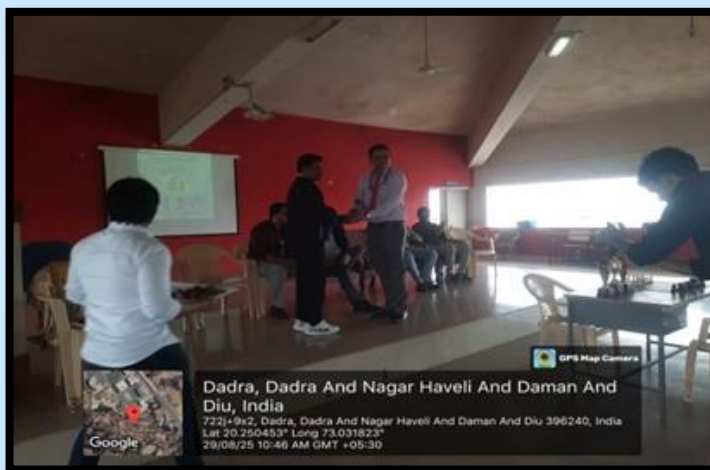 GPS Map Camera
Dadra, Dadra And Nagar Haveli And Daman And
Diu, India
722j+9x2, Dadra, Dadra And Nagar Haveli And Daman And Diu 396240, India
Lat 20.250453° Long 73.031823°
29/08/25 10:46 AM GMT +05:30
Google